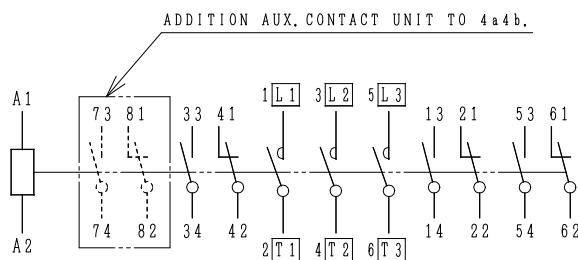 ADDITION AUX. CONTACT UNIT TO 4a4b.
1 L1 3 L2 5 L3
A1 73 81 33 41 13 21 53 61
A2 74 82 34 42 14 22 54 62
2 T1 4 T2 6 T3